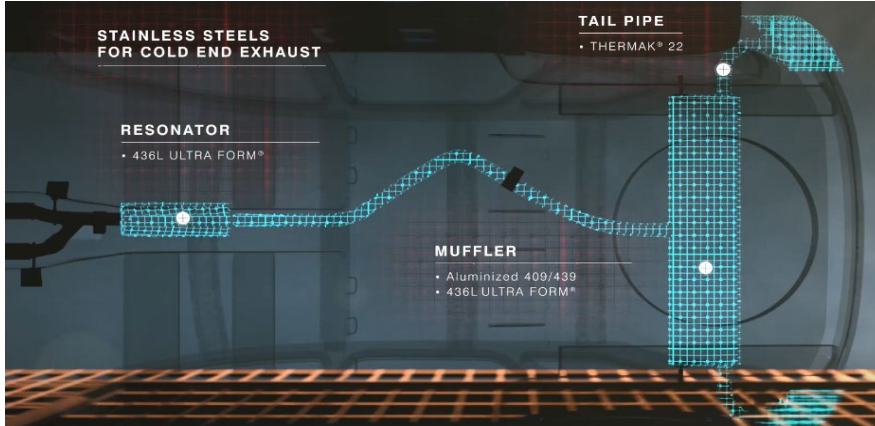 STAINLESS STEELS
FOR COLD END EXHAUST
TAIL PIPE
• THERMAK® 22
RESONATOR
• 436L ULTRA FORM®
MUFFLER
• Aluminized 409/439
• 436L ULTRA FORM®